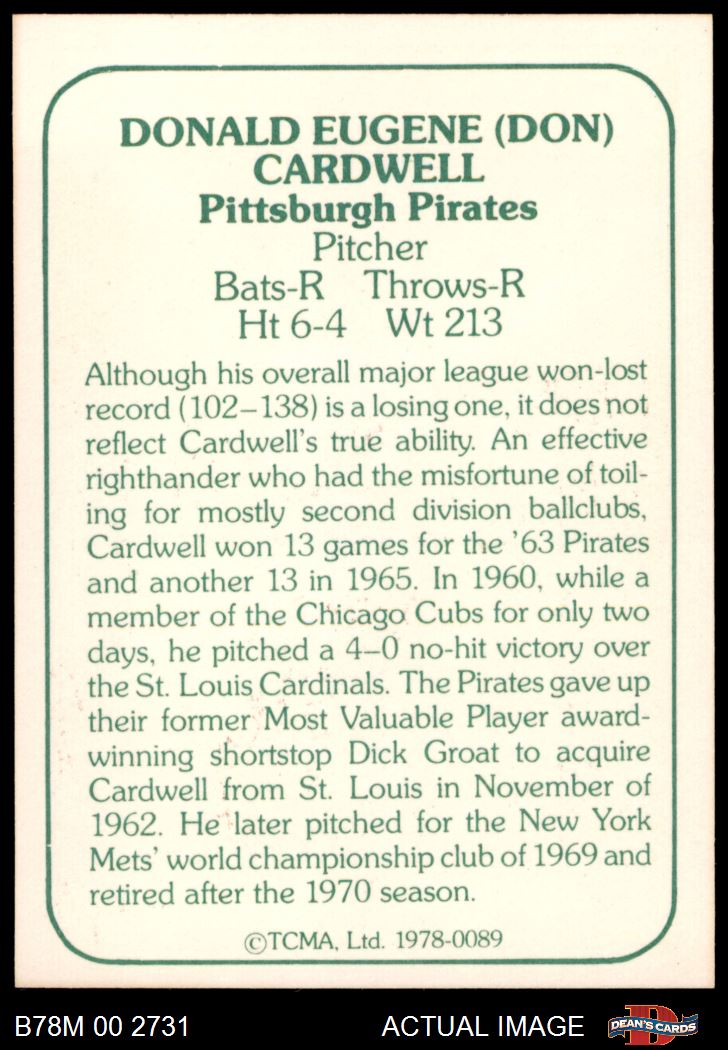 DONALD EUGENE (DON)
CARDWELL
Pittsburgh Pirates
Pitcher
Bats-R Throws-R
Ht 6-4 Wt 213
Although his overall major league won-lost
record (102–138) is a losing one, it does not
reflect Cardwell's true ability. An effective
righthander who had the misfortune of toil-
ing for mostly second division ballclubs,
Cardwell won 13 games for the '63 Pirates
and another 13 in 1965. In 1960, while a
member of the Chicago Cubs for only two
days, he pitched a 4–0 no-hit victory over
the St. Louis Cardinals. The Pirates gave up
their former Most Valuable Player award-
winning shortstop Dick Groat to acquire
Cardwell from St. Louis in November of
1962. He later pitched for the New York
Mets' world championship club of 1969 and
retired after the 1970 season.
©TCMA, Ltd. 1978-0089
B78M 00 2731 ACTUAL IMAGE D DEAN'S CARDS